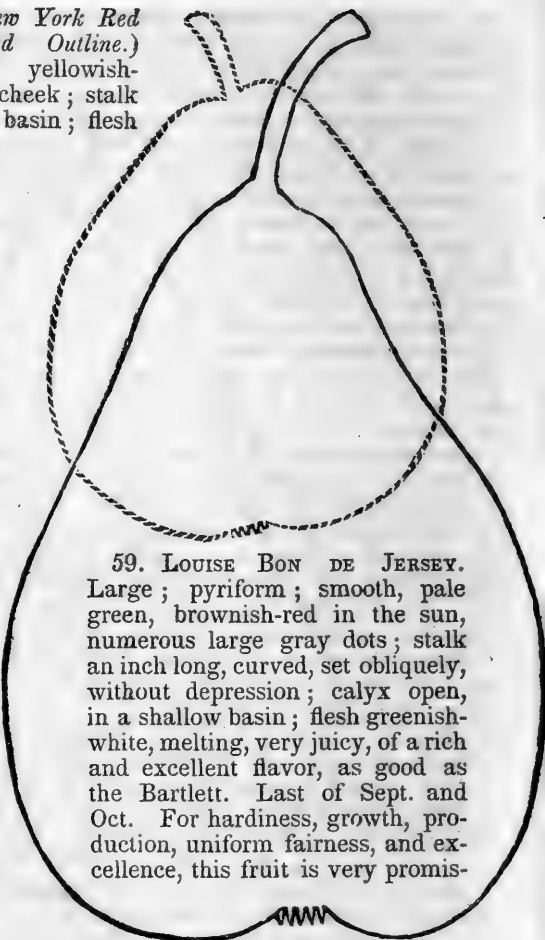 ew York Red
d Outline.)
yellowish-
cheek ; stalk
basin ; flesh
59. LOUISE BON DE JERSEY.
Large ; pyriform ; smooth, pale
green, brownish-red in the sun,
numerous large gray dots ; stalk
an inch long, curved, set obliquely,
without depression ; calyx open,
in a shallow basin ; flesh greenish-
white, melting, very juicy, of a rich
and excellent flavor, as good as
the Bartlett. Last of Sept. and
Oct. For hardiness, growth, pro-
duction, uniform fairness, and ex-
cellence, this fruit is very promis-